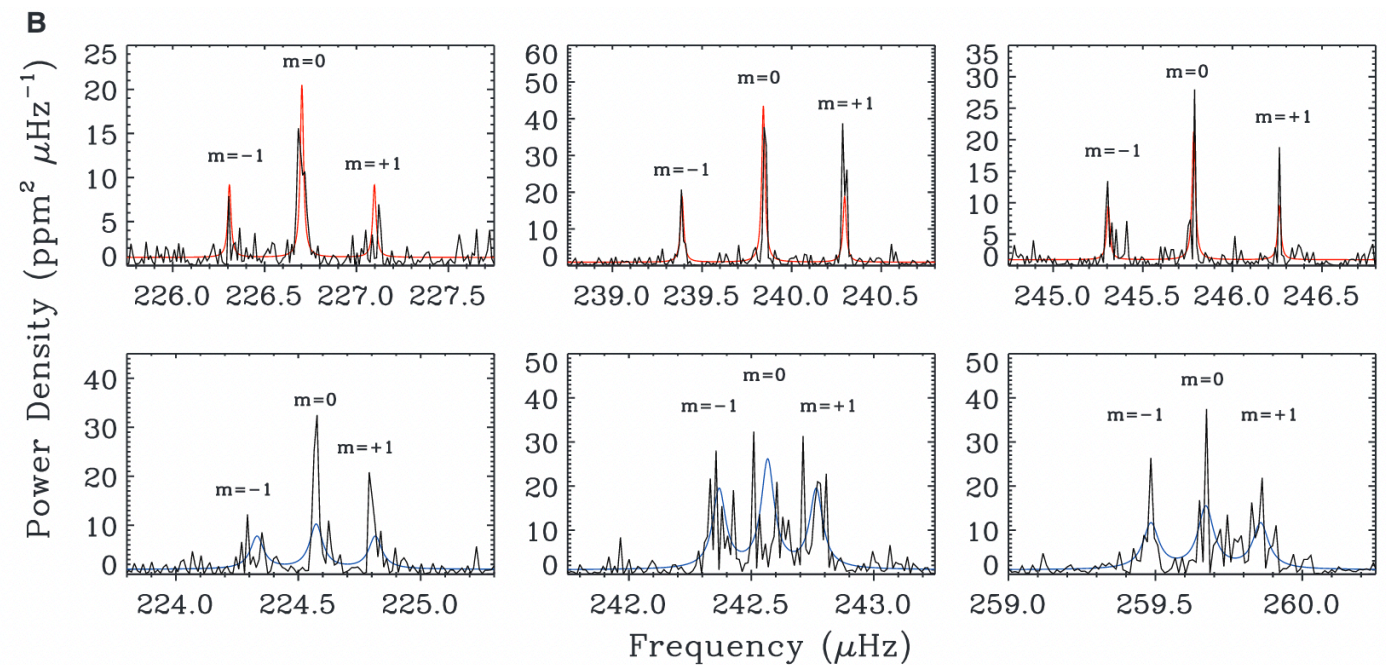 B
Power Density (ppm² μHz⁻¹)
25
20
15
10
5
0
m=−1
m=0
m=+1
226.0 226.5 227.0 227.5
60
50
40
30
20
10
0
m=−1
m=0
m=+1
239.0 239.5 240.0 240.5
35
30
25
20
15
10
5
0
m=−1
m=0
m=+1
245.0 245.5 246.0 246.5
40
30
20
10
0
m=−1
m=0
m=+1
224.0 224.5 225.0
50
40
30
20
10
0
m=−1
m=0
m=+1
242.0 242.5 243.0
50
40
30
20
10
0
m=−1
m=0
m=+1
259.0 259.5 260.0
Frequency (μHz)